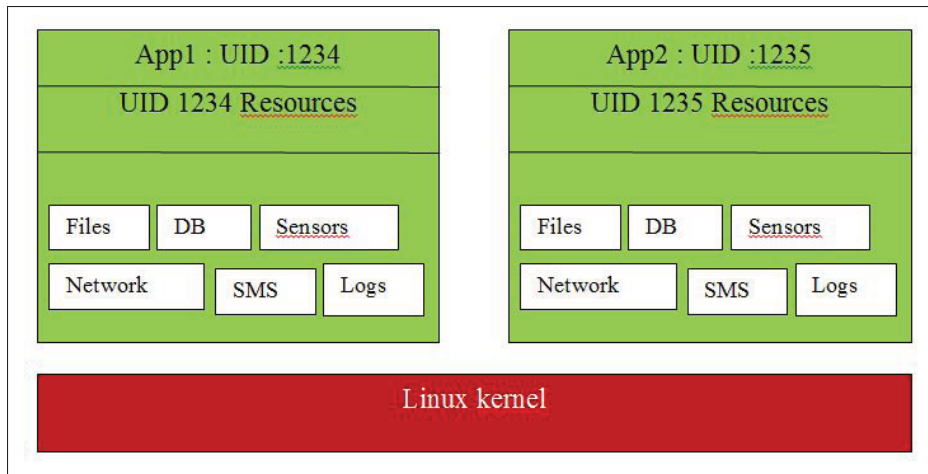 App1 : UID :1234
UID 1234 Resources
Files
DB
Sensors
Network
SMS
Logs
App2 : UID :1235
UID 1235 Resources
Files
DB
Sensors
Network
SMS
Logs
Linux kernel